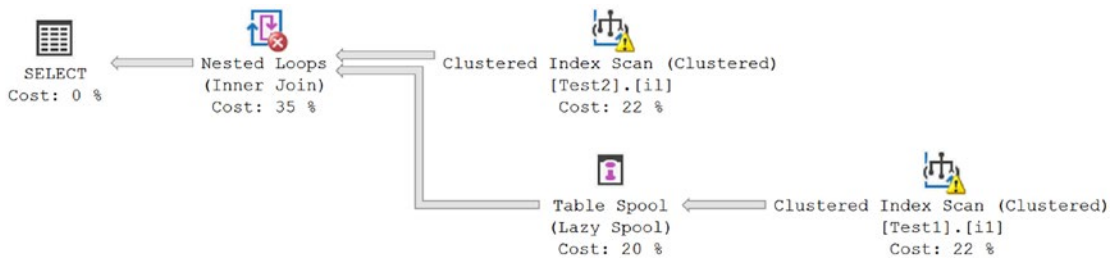 SELECT
Cost: 0 %
Nested Loops
(Inner Join)
Cost: 35 %
Clustered Index Scan (Clustered)
[Test2].[i1]
Cost: 22 %
Table Spool
(Lazy Spool)
Cost: 20 %
Clustered Index Scan (Clustered)
[Test1].[i1]
Cost: 22 %